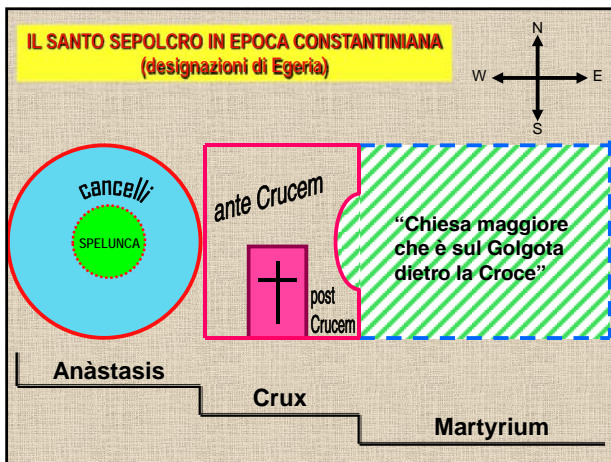 IL SANTO SEPOLCRO IN EPOCA CONSTANTINIANA
(designazioni di Egeria)
N
W E
S
cancelli
SPELUNCA
ante Crucem
post
Crucem
“Chiesa maggiore
che è sul Golgota
dietro la Croce”
Anàstasis
Crux
Martyrium